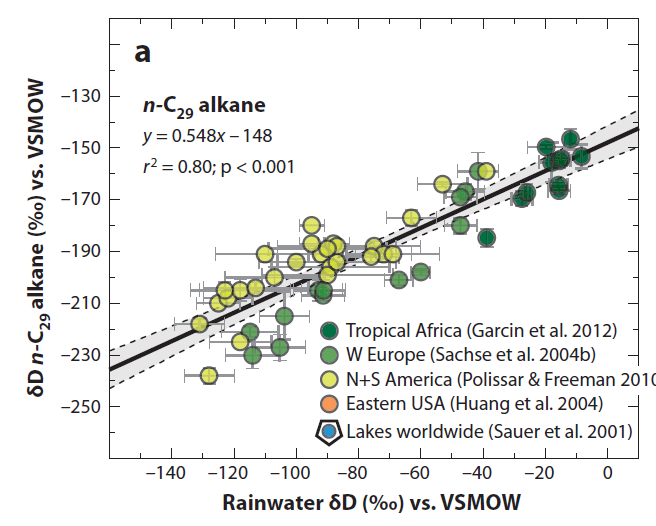 a
n-C29 alkane
y = 0.548x – 148
r² = 0.80; p < 0.001
δD n-C29 alkane (‰) vs. VSMOW
–130
–150
–170
–190
–210
–230
–250
Tropical Africa (Garcin et al. 2012)
W Europe (Sachse et al. 2004b)
N+S America (Polissar & Freeman 2010
Eastern USA (Huang et al. 2004)
Lakes worldwide (Sauer et al. 2001)
–140 –120 –100 –80 –60 –40 –20 0
Rainwater δD (‰) vs. VSMOW